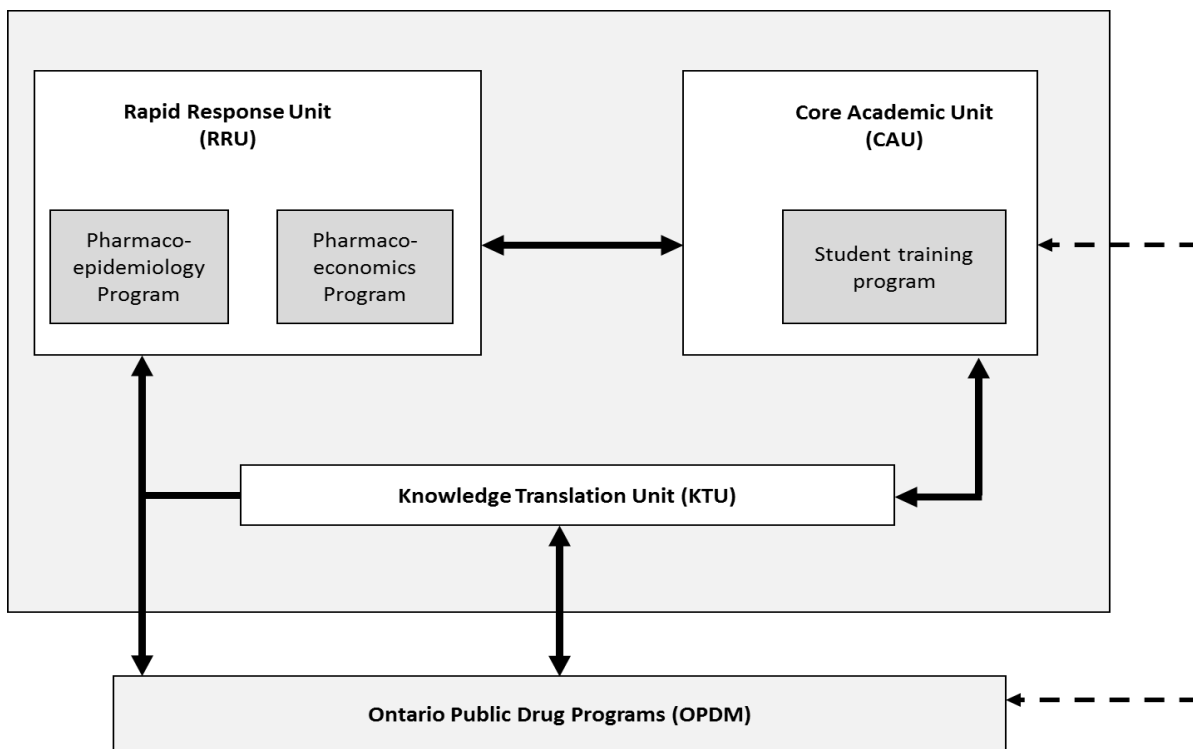 Rapid Response Unit
(RRU)
Core Academic Unit
(CAU)
Pharmaco-
epidemiology
Program
Pharmaco-
economics
Program
Student training
program
Knowledge Translation Unit (KTU)
Ontario Public Drug Programs (OPDM)